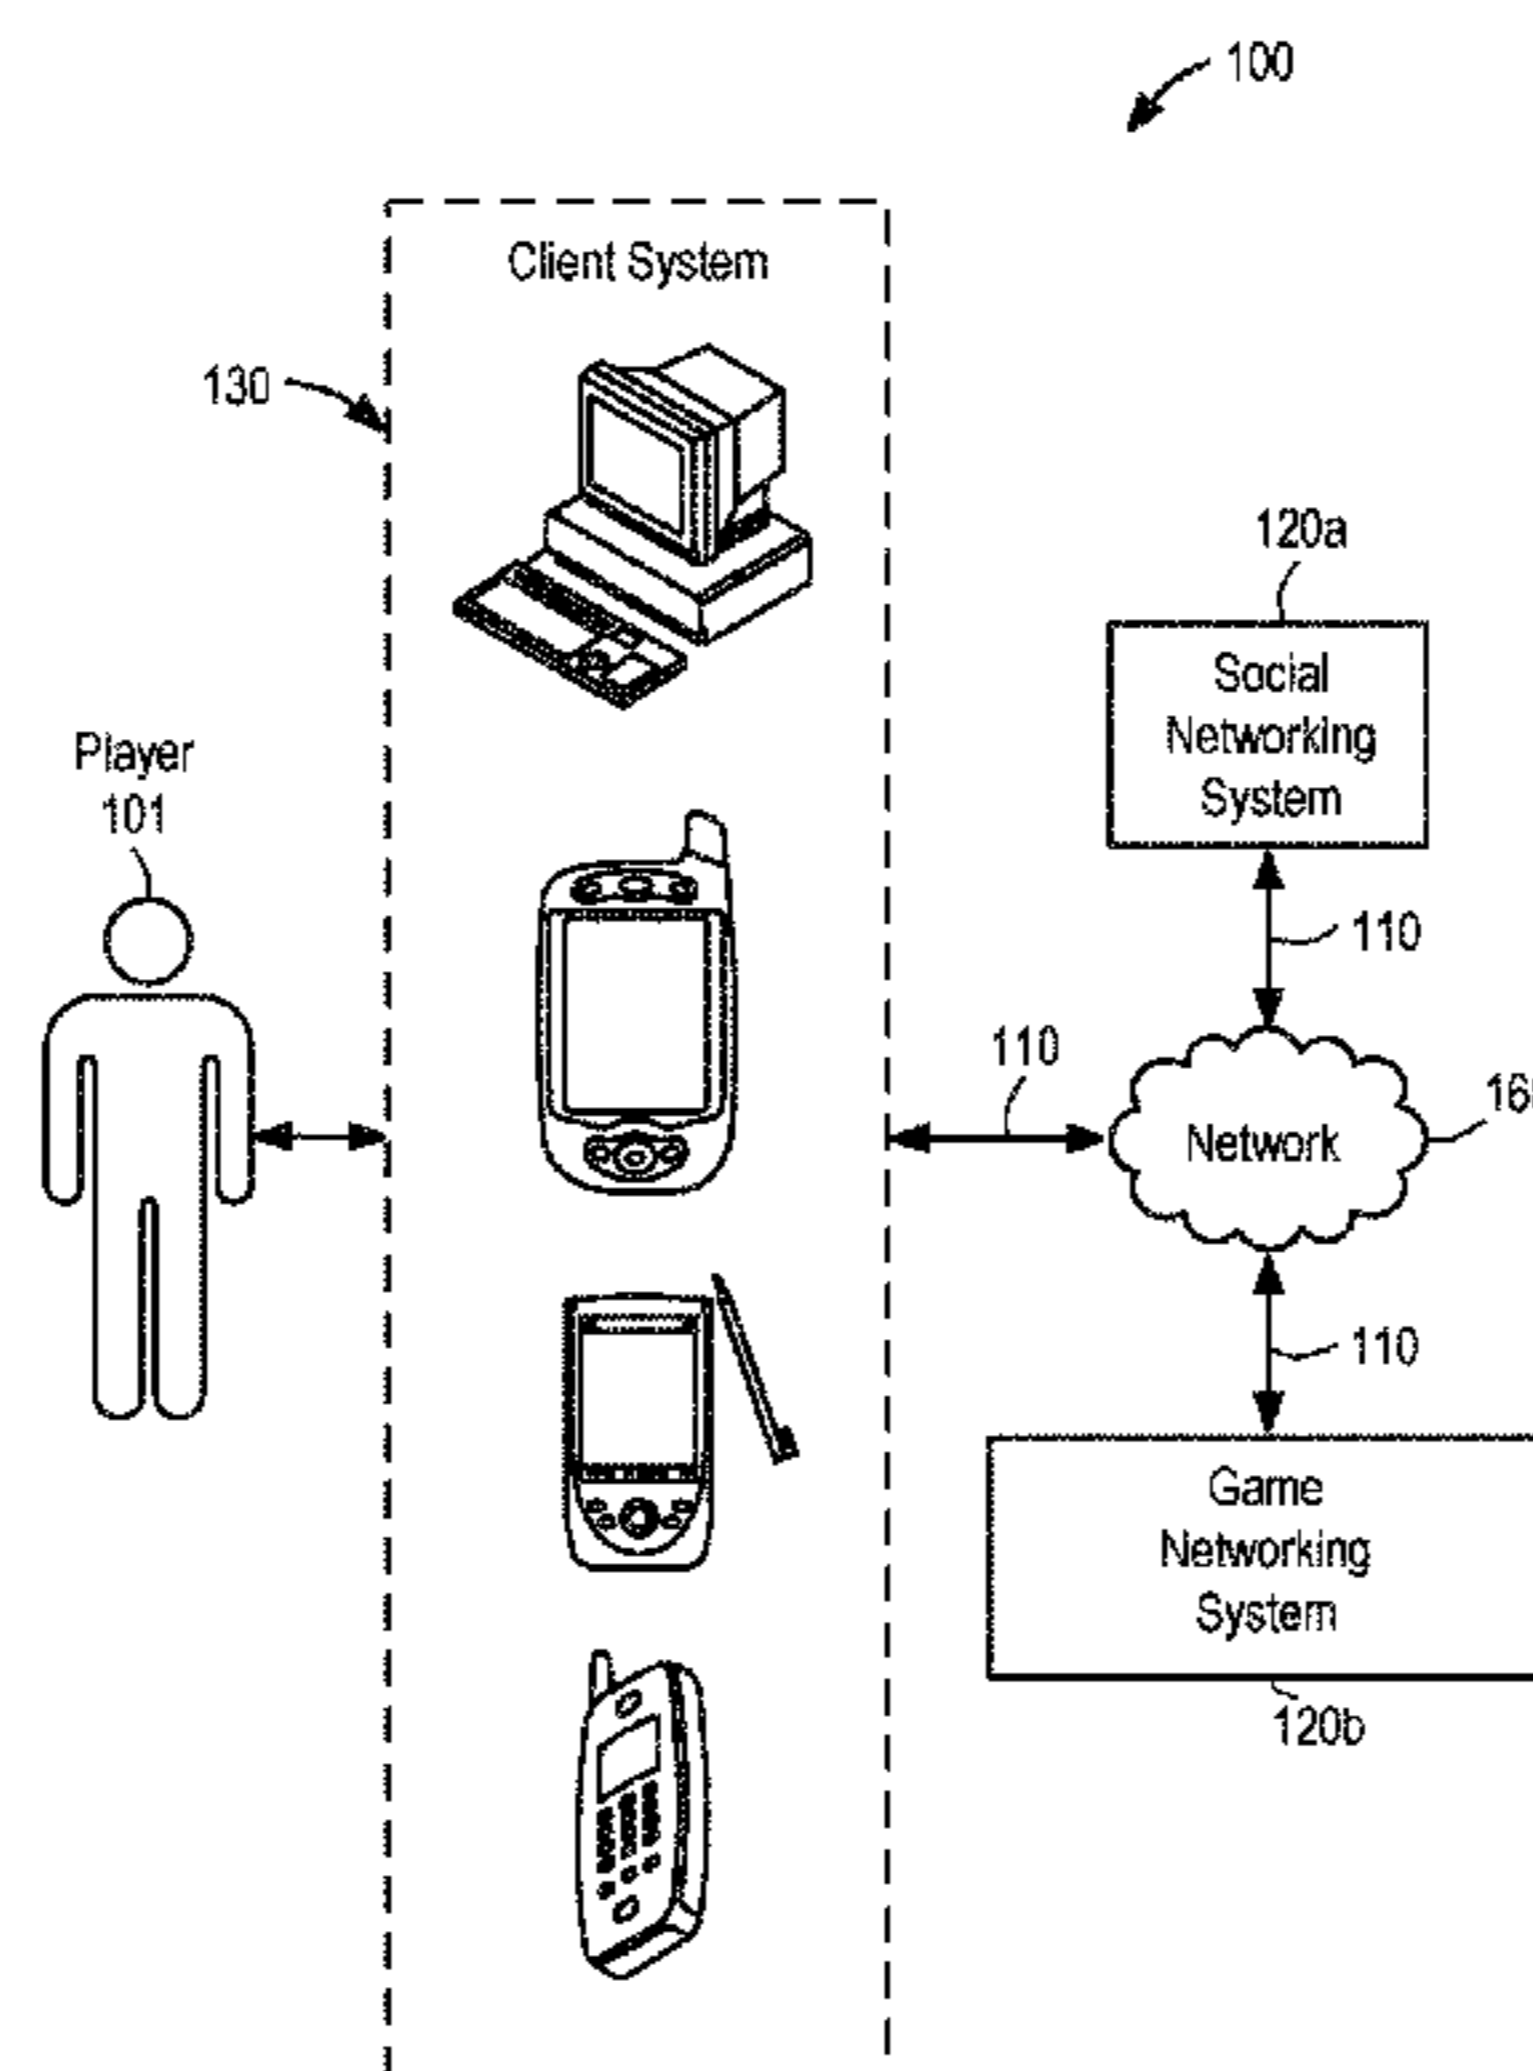 100
Client System
130
120a
Social
Networking
System
Player
101
110
110
Network
110
Game
Networking
System
120b